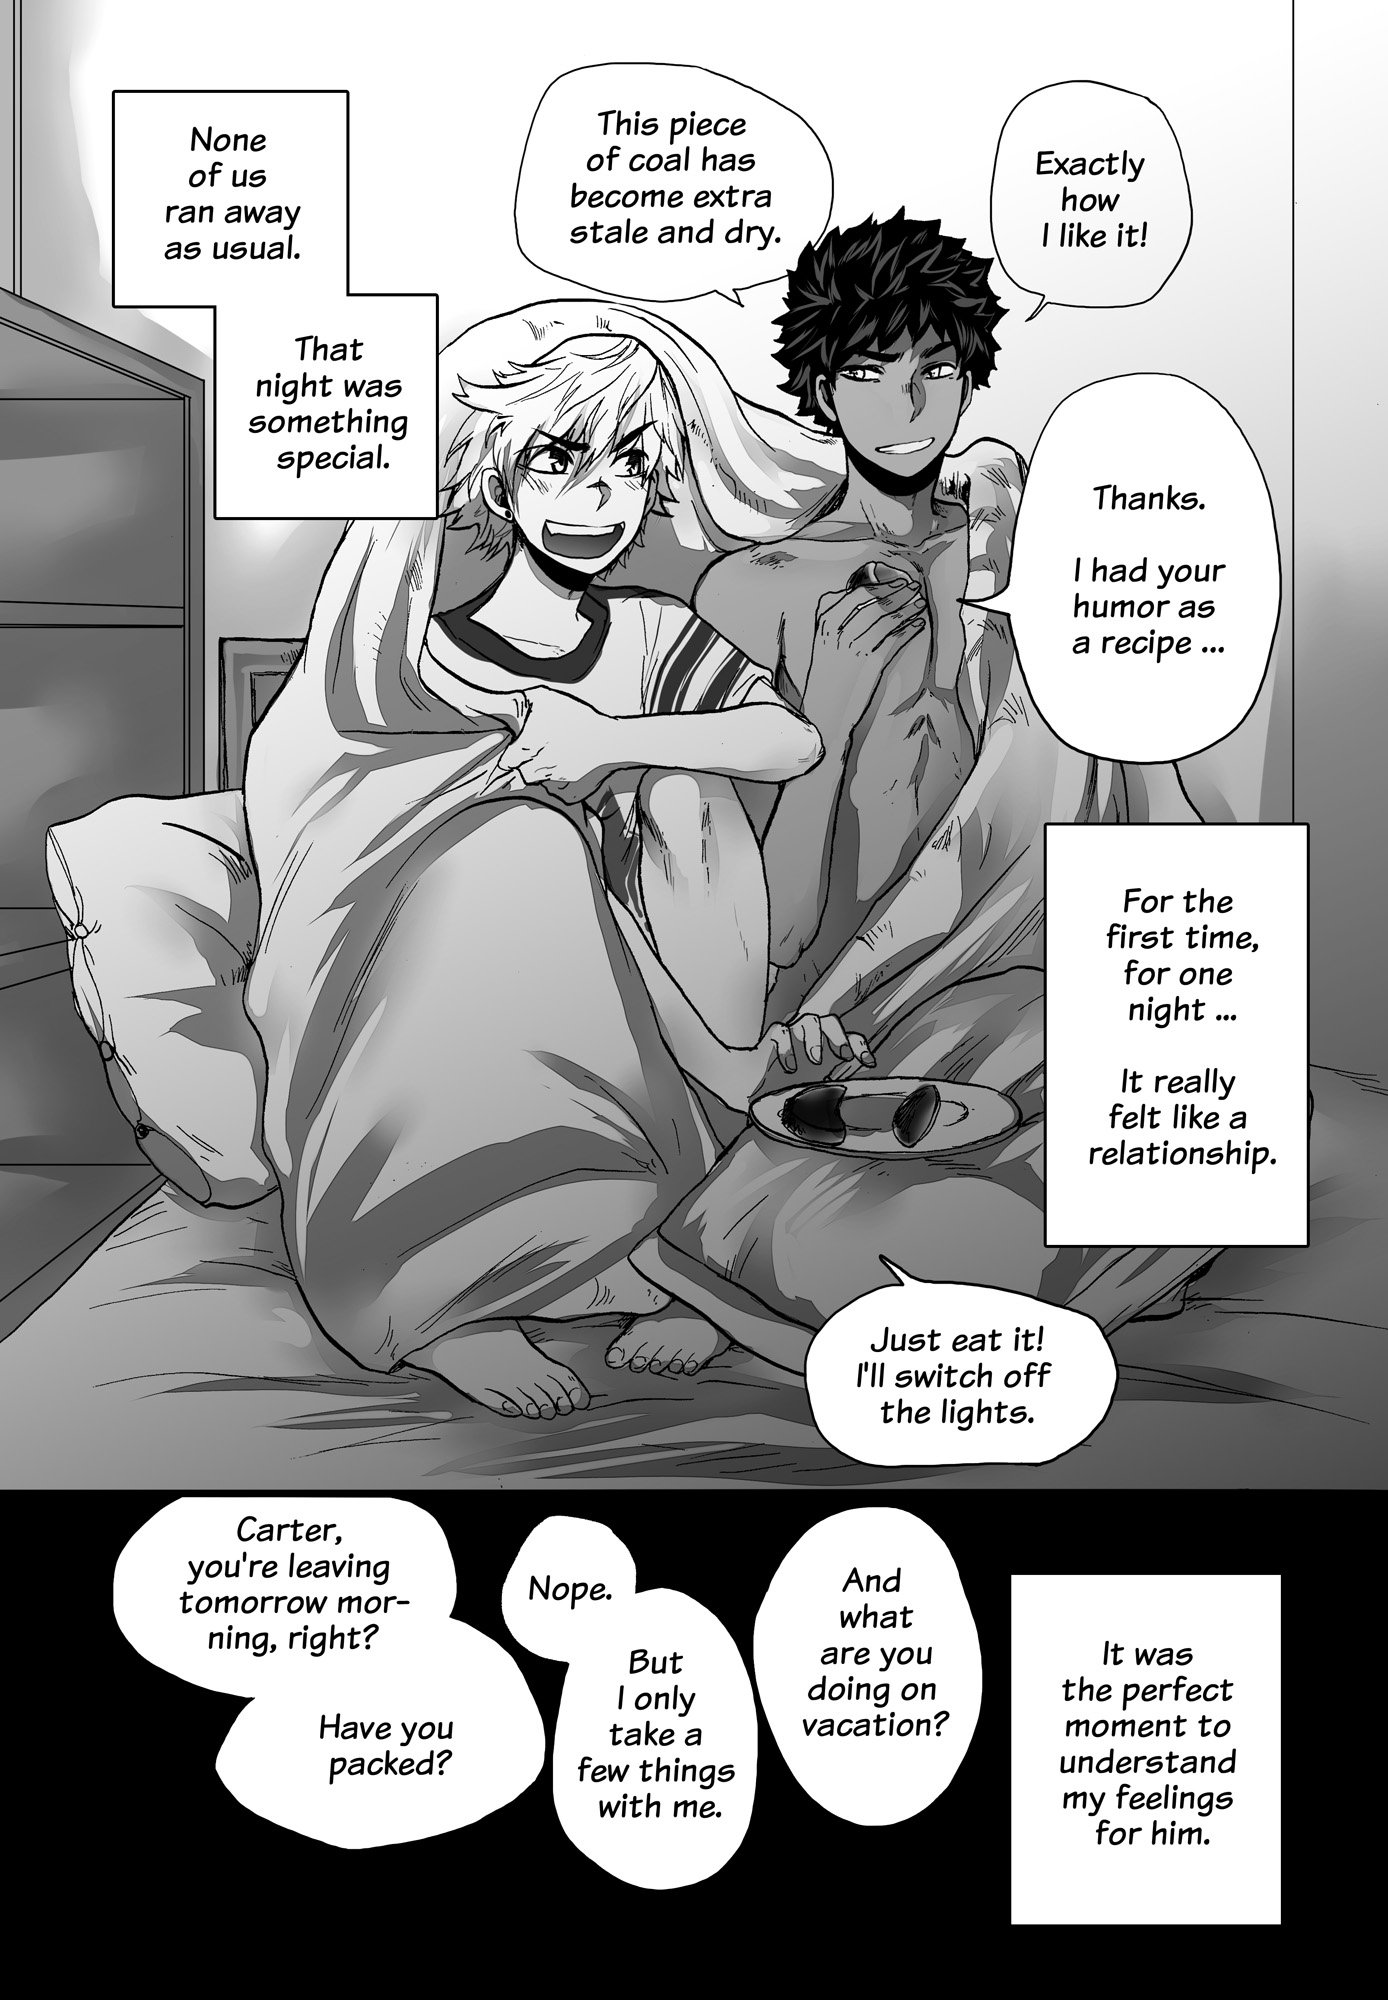 None
of us
ran away
as usual.
That
night was
something
special.
This piece
of coal has
become extra
stale and dry.
Exactly
how
I like it!
Thanks.
I had your
humor as
a recipe ...
For the
first time,
for one
night ...
It really
felt like a
relationship.
Just eat it!
I'll switch off
the lights.
Carter,
you're leaving
tomorrow mor-
ning, right?
Have you
packed?
Nope.
But
I only
take a
few things
with me.
And
what
are you
doing on
vacation?
It was
the perfect
moment to
understand
my feelings
for him.